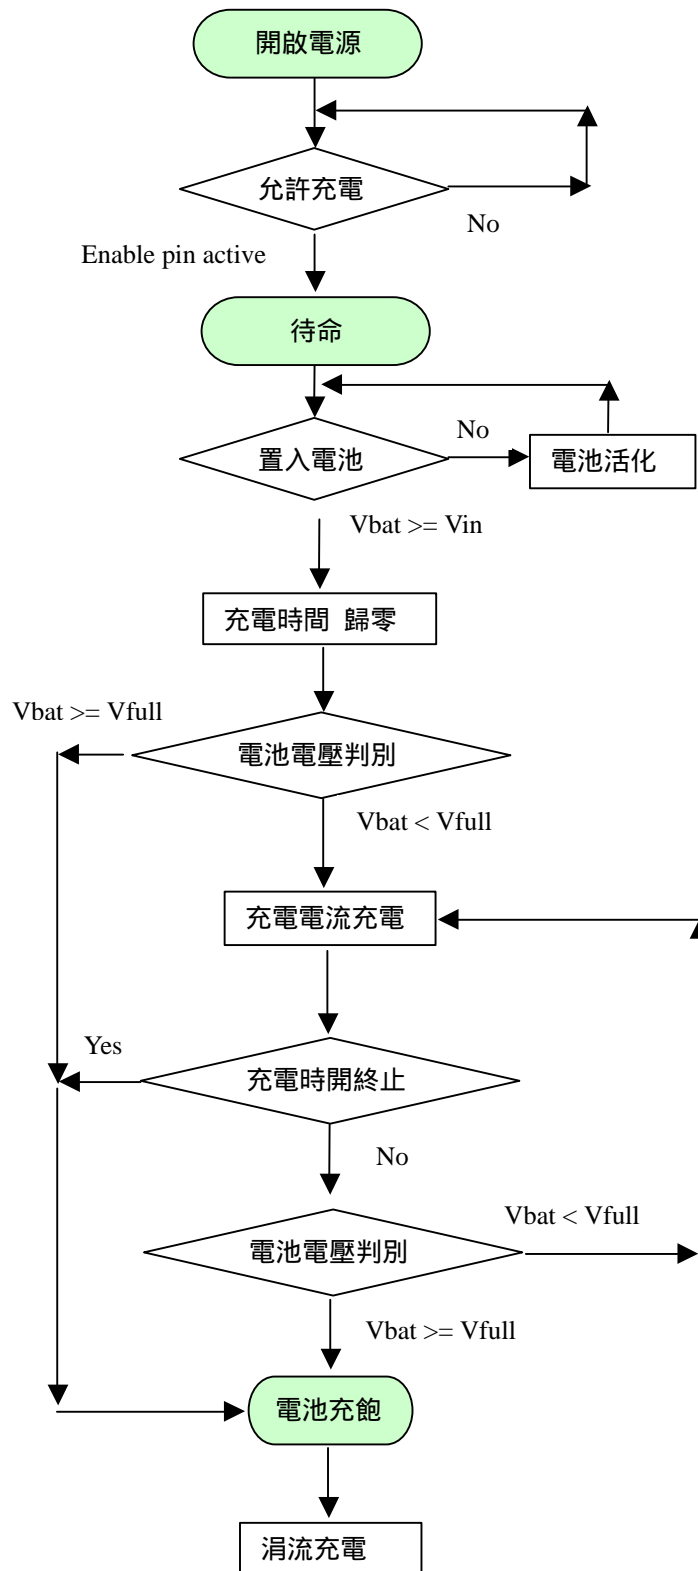 開啟電源
允許充電
No
Enable pin active
待命
No
置入電池
電池活化
Vbat >= Vin
充電時間 歸零
Vbat >= Vfull
電池電壓判別
Vbat < Vfull
充電電流充電
Yes
充電時開終止
No
Vbat < Vfull
電池電壓判別
Vbat >= Vfull
電池充飽
涓流充電